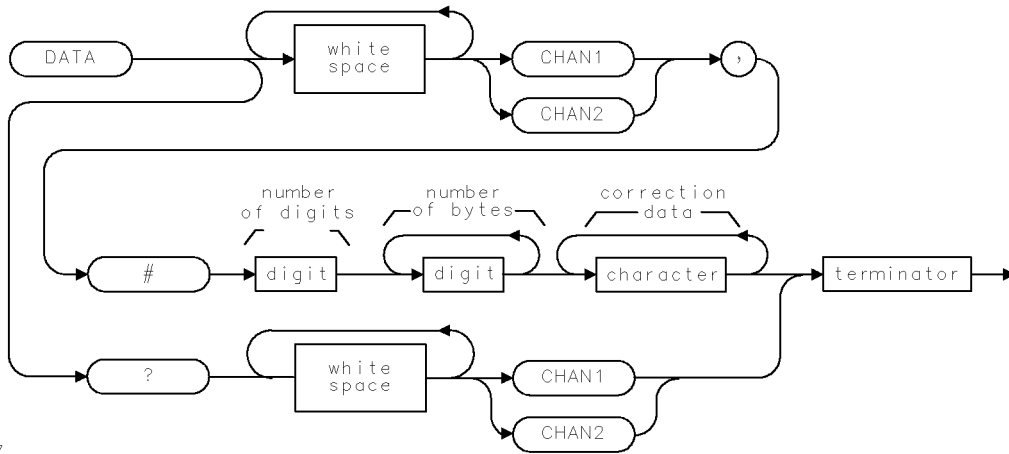 DATA
white
space
CHAN1
,
CHAN2
number
of digits
number
of bytes
correction
data
#
digit
digit
character
terminator
?
white
space
CHAN1
CHAN2